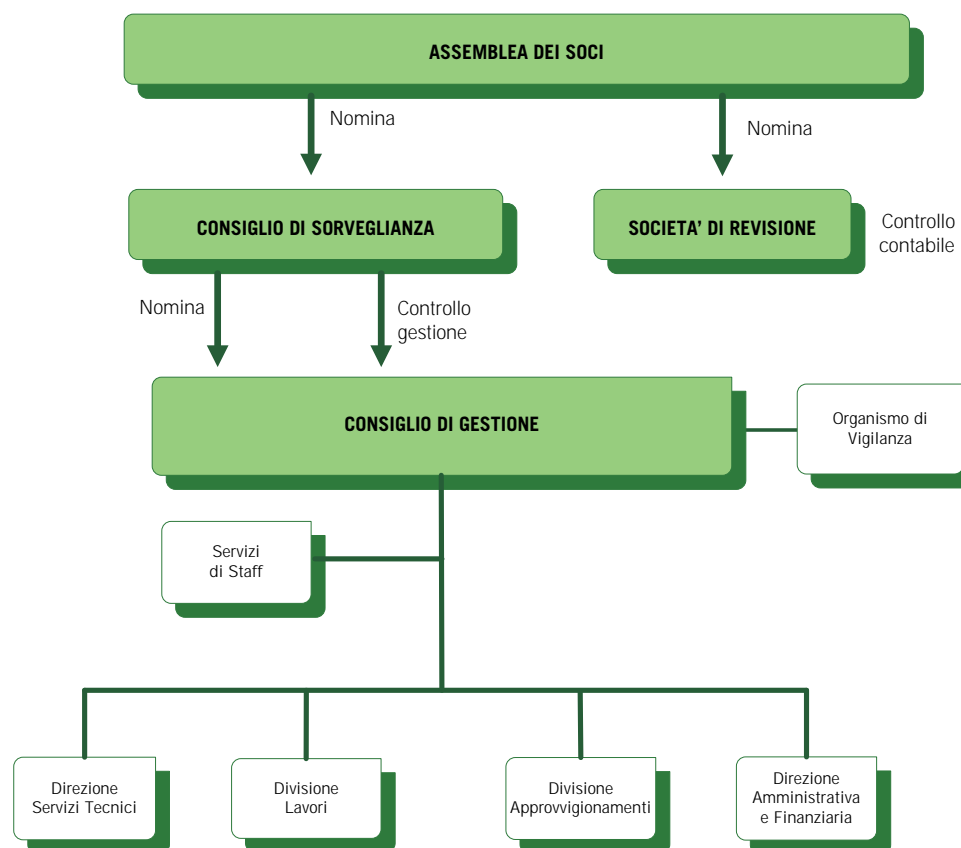 ASSEMBLEA DEI SOCI
Nomina
Nomina
CONSIGLIO DI SORVEGLIANZA
SOCIETA' DI REVISIONE
Controllo
contabile
Nomina
Controllo
gestione
CONSIGLIO DI GESTIONE
Organismo di
Vigilanza
Servizi
di Staff
Direzione
Servizi Tecnici
Divisione
Lavori
Divisione
Approvvigionamenti
Direzione
Amministrativa
e Finanziaria